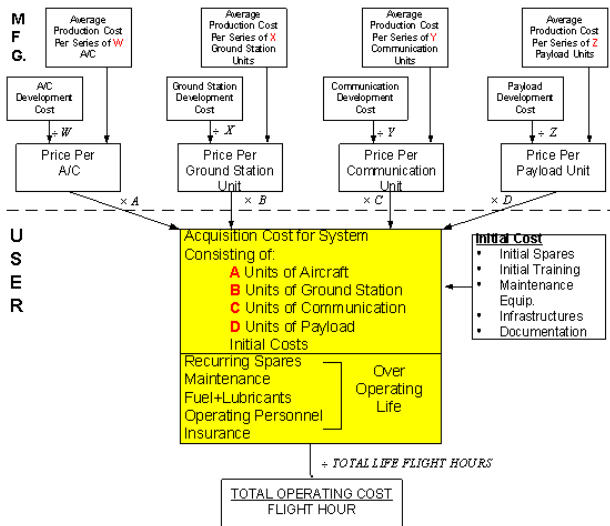 M
F
G.
Average
Production Cost
Per Series of W
A/C
Average
Production Cost
Per Series of X
Ground Station
Units
Average
Production Cost
Per Series of Y
Communication
Units
Average
Production Cost
Per Series of Z
Payload Units
A/C
Development
Cost
Ground Station
Development
Cost
Communication
Development
Cost
Payload
Development
Cost
÷ W
÷ X
÷ Y
÷ Z
Price Per
A/C
Price Per
Ground Station
Unit
Price Per
Communication
Unit
Price Per
Payload Unit
× A
× B
× C
× D
U
S
E
R
Acquisition Cost for System
Consisting of:
A Units of Aircraft
B Units of Ground Station
C Units of Communication
D Units of Payload
Initial Costs
Initial Cost
• Initial Spares
• Initial Training
• Maintenance
Equip.
• Infrastructures
• Documentation
Recurring Spares
Maintenance
Fuel+Lubricants
Operating Personnel
Insurance
Over
Operating
Life
÷ TOTAL LIFE FLIGHT HOURS
TOTAL OPERATING COST
FLIGHT HOUR